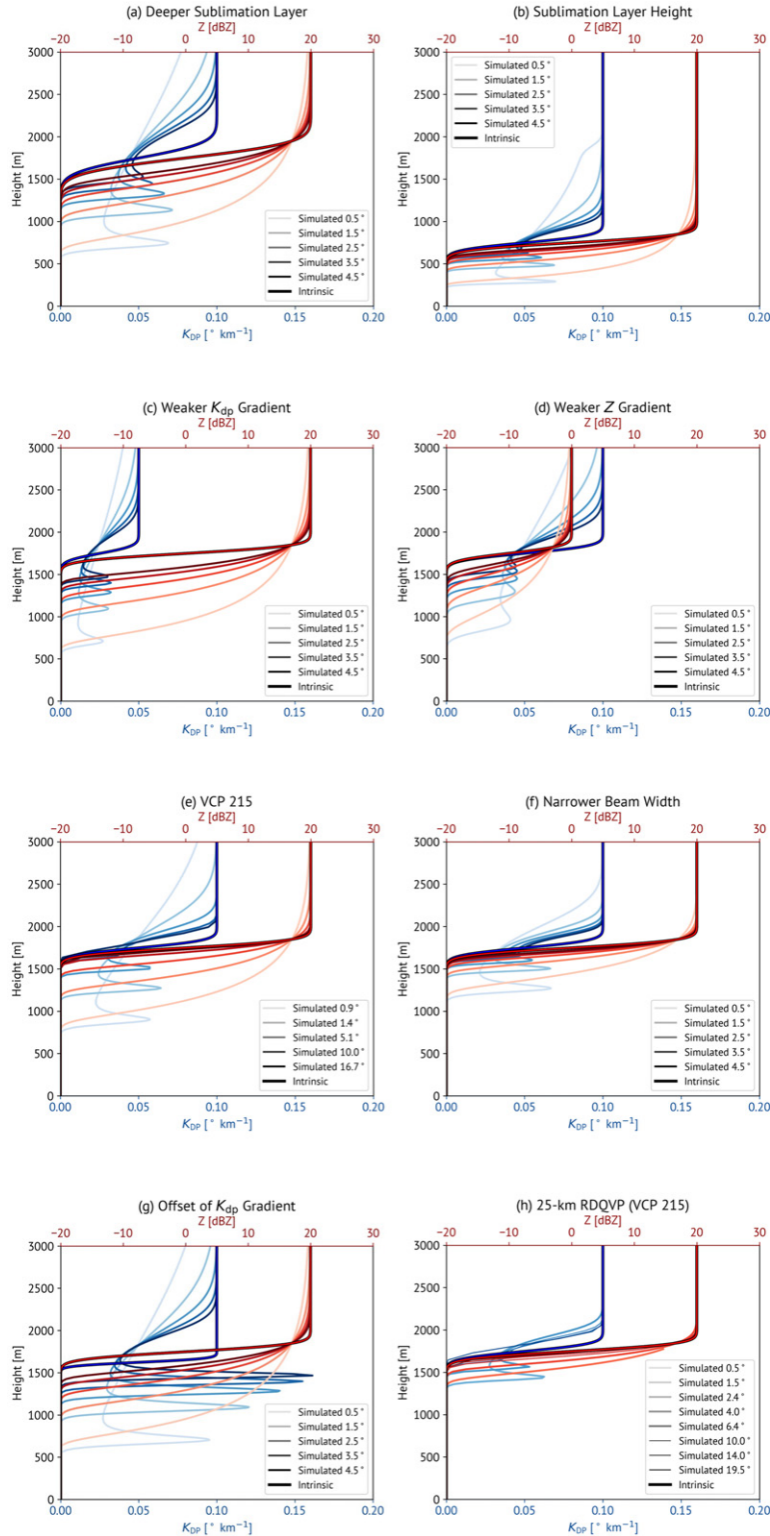 (a) Deeper Sublimation Layer
Z [dBZ]
−20 −10 0 10 20 30
3000
2500
2000
1500
1000
500
0
Height [m]
Simulated 0.5°
Simulated 1.5°
Simulated 2.5°
Simulated 3.5°
Simulated 4.5°
Intrinsic
0.00 0.05 0.10 0.15 0.20
KDP [° km−1]
(b) Sublimation Layer Height
Z [dBZ]
−20 −10 0 10 20 30
3000
2500
2000
1500
1000
500
0
Height [m]
Simulated 0.5°
Simulated 1.5°
Simulated 2.5°
Simulated 3.5°
Simulated 4.5°
Intrinsic
0.00 0.05 0.10 0.15 0.20
KDP [° km−1]
(c) Weaker Kdp Gradient
Z [dBZ]
−20 −10 0 10 20 30
3000
2500
2000
1500
1000
500
0
Height [m]
Simulated 0.5°
Simulated 1.5°
Simulated 2.5°
Simulated 3.5°
Simulated 4.5°
Intrinsic
0.00 0.05 0.10 0.15 0.20
KDP [° km−1]
(d) Weaker Z Gradient
Z [dBZ]
−20 −10 0 10 20 30
3000
2500
2000
1500
1000
500
0
Height [m]
Simulated 0.5°
Simulated 1.5°
Simulated 2.5°
Simulated 3.5°
Simulated 4.5°
Intrinsic
0.00 0.05 0.10 0.15 0.20
KDP [° km−1]
(e) VCP 215
Z [dBZ]
−20 −10 0 10 20 30
3000
2500
2000
1500
1000
500
0
Height [m]
Simulated 0.9°
Simulated 1.4°
Simulated 5.1°
Simulated 10.0°
Simulated 16.7°
Intrinsic
0.00 0.05 0.10 0.15 0.20
KDP [° km−1]
(f) Narrower Beam Width
Z [dBZ]
−20 −10 0 10 20 30
3000
2500
2000
1500
1000
500
0
Height [m]
Simulated 0.5°
Simulated 1.5°
Simulated 2.5°
Simulated 3.5°
Simulated 4.5°
Intrinsic
0.00 0.05 0.10 0.15 0.20
KDP [° km−1]
(g) Offset of Kdp Gradient
Z [dBZ]
−20 −10 0 10 20 30
3000
2500
2000
1500
1000
500
0
Height [m]
Simulated 0.5°
Simulated 1.5°
Simulated 2.5°
Simulated 3.5°
Simulated 4.5°
Intrinsic
0.00 0.05 0.10 0.15 0.20
KDP [° km−1]
(h) 25-km RDQVP (VCP 215)
Z [dBZ]
−20 −10 0 10 20 30
3000
2500
2000
1500
1000
500
0
Height [m]
Simulated 0.5°
Simulated 1.5°
Simulated 2.4°
Simulated 4.0°
Simulated 6.4°
Simulated 10.0°
Simulated 14.0°
Simulated 19.5°
Intrinsic
0.00 0.05 0.10 0.15 0.20
KDP [° km−1]